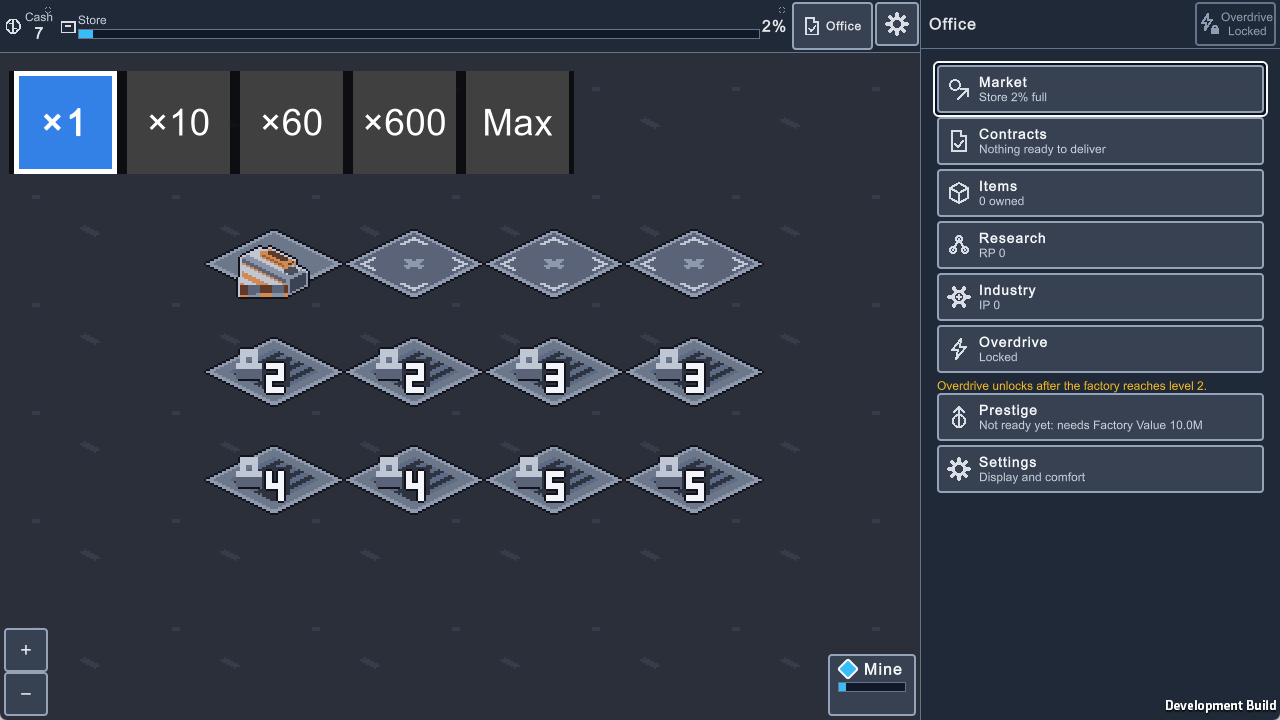 Cash
7
Store
2%
Office
Office
Overdrive
Locked
×1
×10
×60
×600
Max
Market
Store 2% full
Contracts
Nothing ready to deliver
Items
0 owned
Research
RP 0
Industry
IP 0
Overdrive
Locked
Overdrive unlocks after the factory reaches level 2.
Prestige
Not ready yet: needs Factory Value 10.0M
Settings
Display and comfort
2
2
3
3
4
4
5
5
+
−
Mine
Development Build